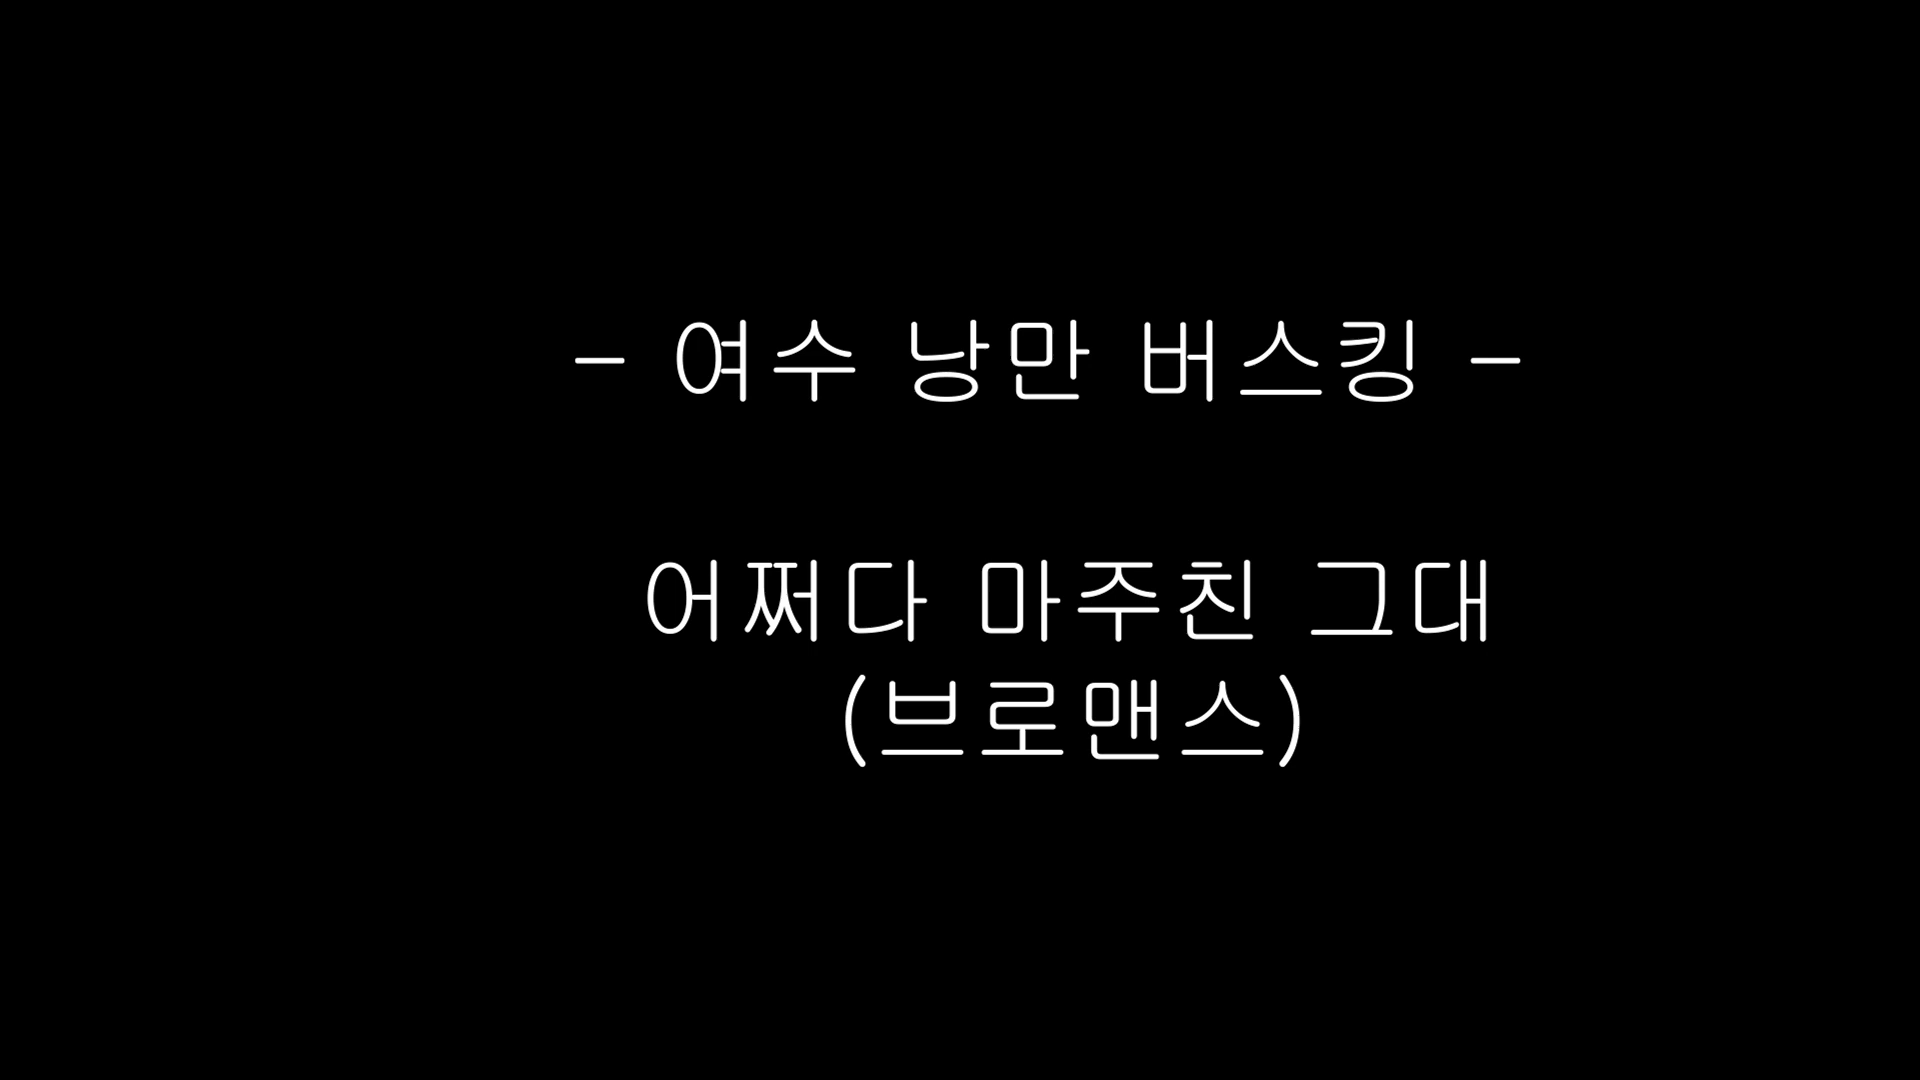 - 여수 낭만 버스킹 -
어쩌다 마주친 그대
(브로맨스)